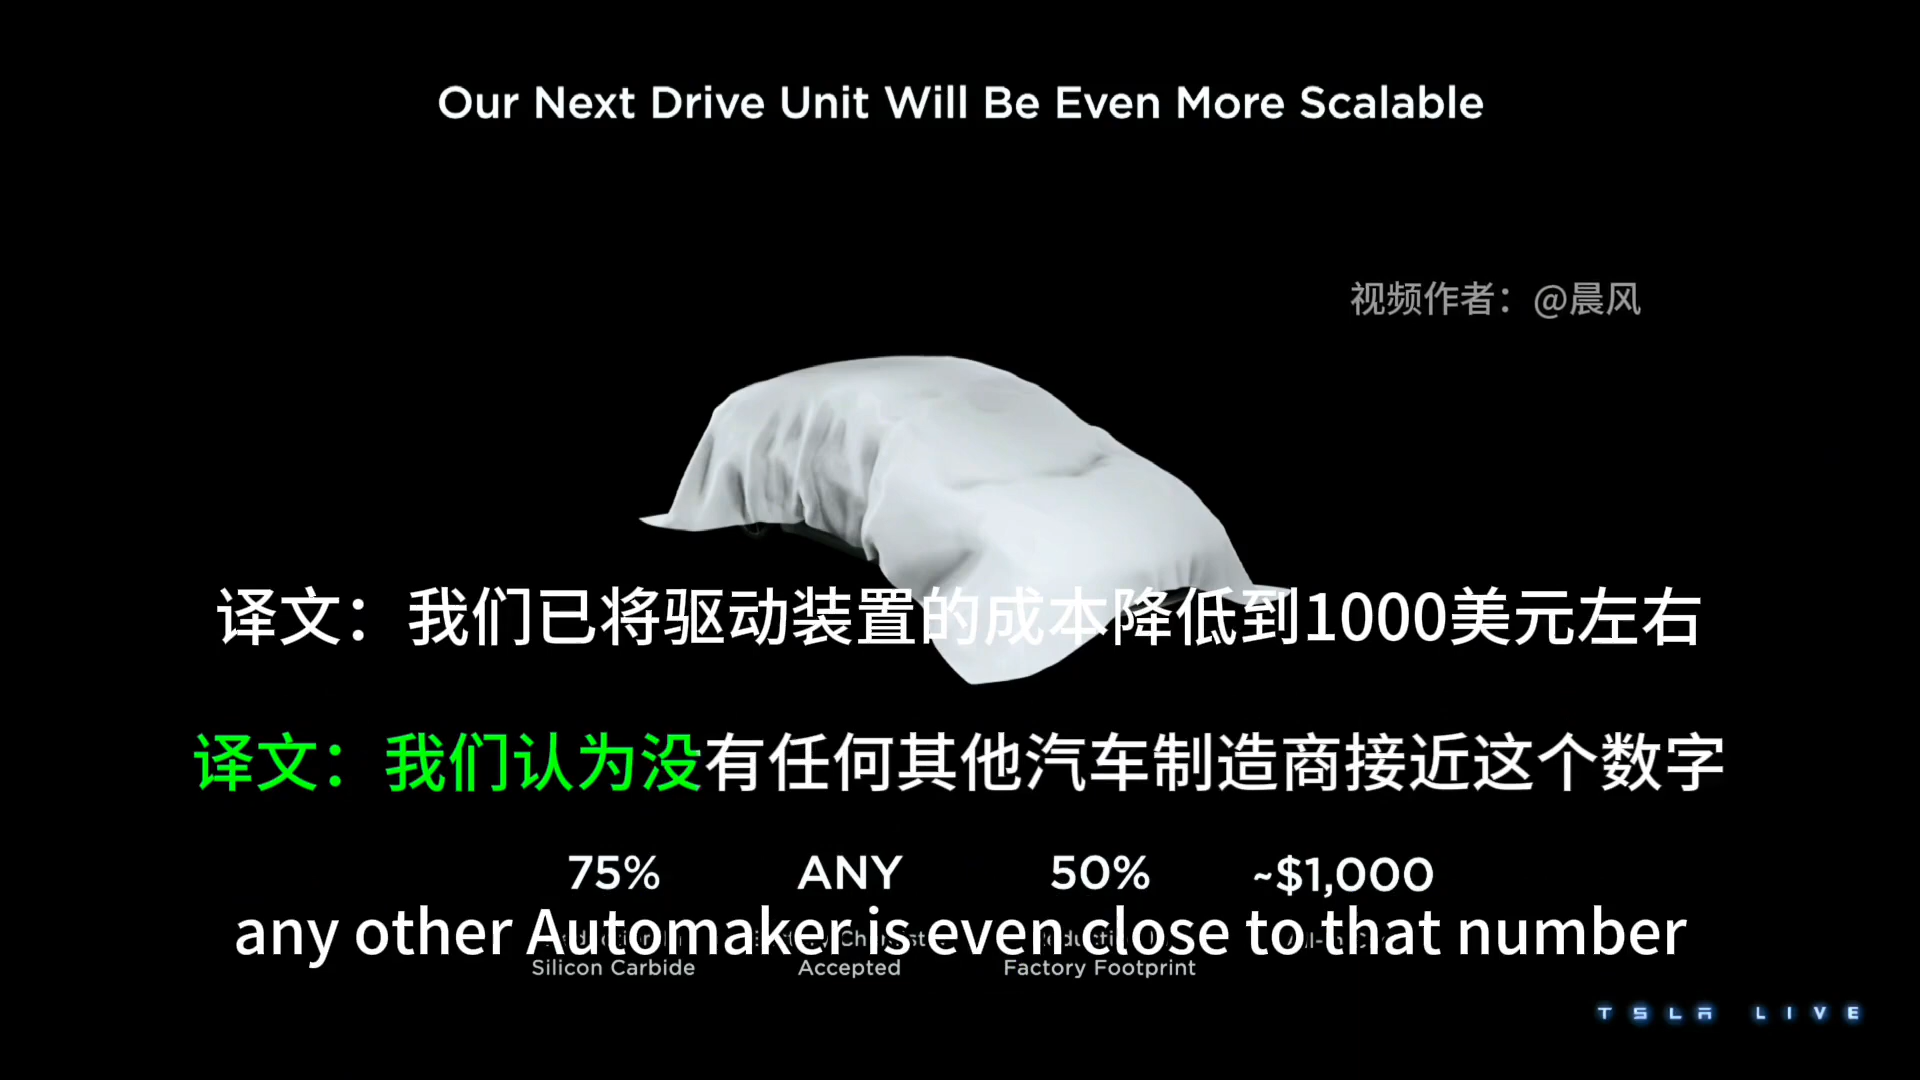 Our Next Drive Unit Will Be Even More Scalable
视频作者：@晨风
译文：我们已将驱动装置的成本降低到1000美元左右
译文：我们认为没有任何其他汽车制造商接近这个数字
75% ANY 50% ~$1,000
any other Automaker is even close to that number
Silicon Carbide Accepted Factory Footprint
TSLA LIVE